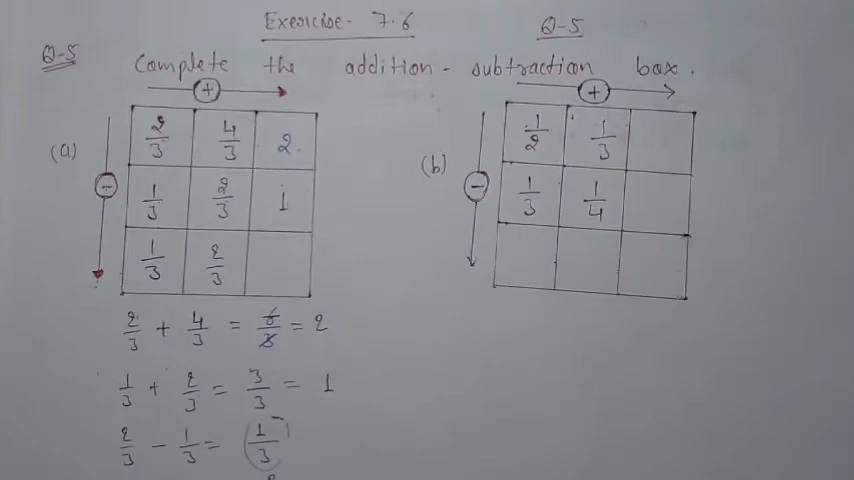 Exercise- 7.6 Q-5
Q-5 Complete the addition - subtraction box.
+ +
(a) 2/3 4/3 2. (b) 1/2 1/3
- 1/3 2/3 1 - 1/3 1/4
1/3 2/3
2/3 + 4/3 = 6/3 = 2
1/3 + 2/3 = 3/3 = 1
2/3 - 1/3 = 1/3